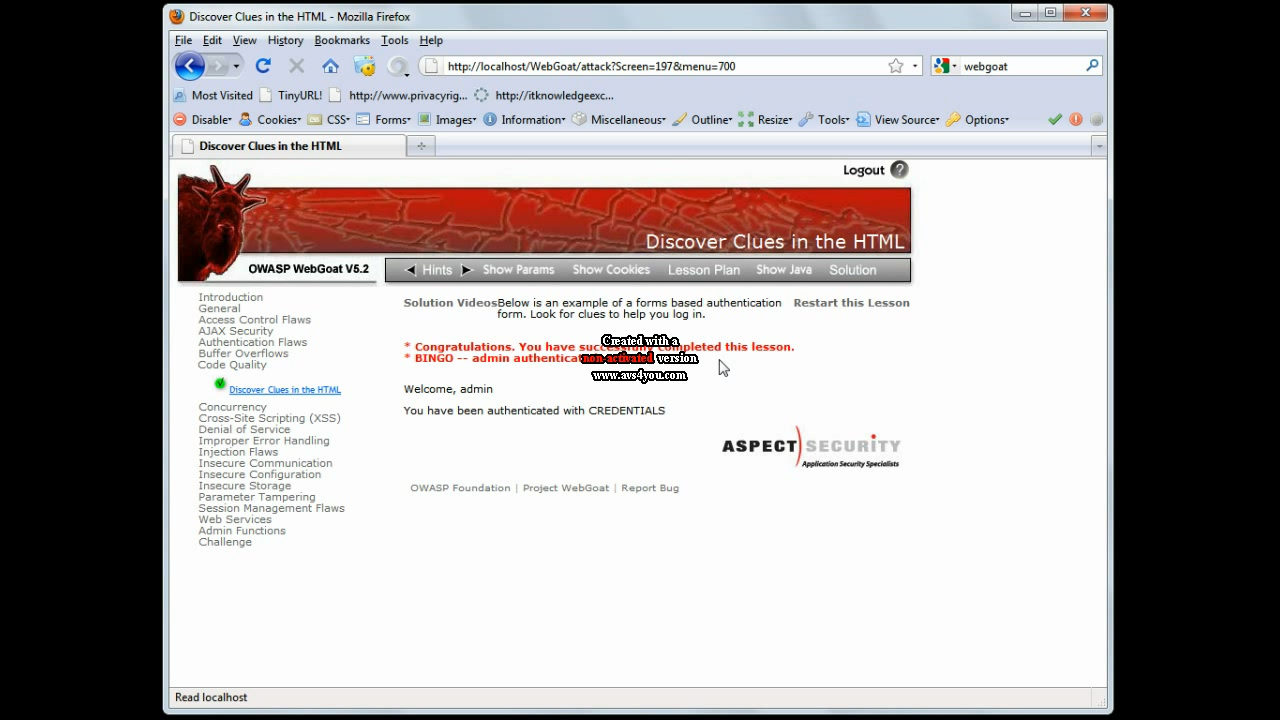 Discover Clues in the HTML - Mozilla Firefox
File Edit View History Bookmarks Tools Help
http://localhost/WebGoat/attack?Screen=197&menu=700
webgoat
Most Visited TinyURL! http://www.privacyrig... http://itknowledgeexc...
Disable Cookies CSS Forms Images Information Miscellaneous Outline Resize Tools View Source Options
Discover Clues in the HTML
Logout ?
Discover Clues in the HTML
OWASP WebGoat V5.2
Hints Show Params Show Cookies Lesson Plan Show Java Solution
Introduction
General
Access Control Flaws
AJAX Security
Authentication Flaws
Buffer Overflows
Code Quality
Discover Clues in the HTML
Concurrency
Cross-Site Scripting (XSS)
Denial of Service
Improper Error Handling
Injection Flaws
Insecure Communication
Insecure Configuration
Insecure Storage
Parameter Tampering
Session Management Flaws
Web Services
Admin Functions
Challenge
Solution Videos Below is an example of a forms based authentication
form. Look for clues to help you log in.
Restart this Lesson
* Congratulations. You have successfully completed this lesson.
* BINGO -- admin
Created with a
non-activated version
www.avs4you.com
Welcome, admin
You have been authenticated with CREDENTIALS
ASPECT SECURITY
Application Security Specialists
OWASP Foundation | Project WebGoat | Report Bug
Read localhost